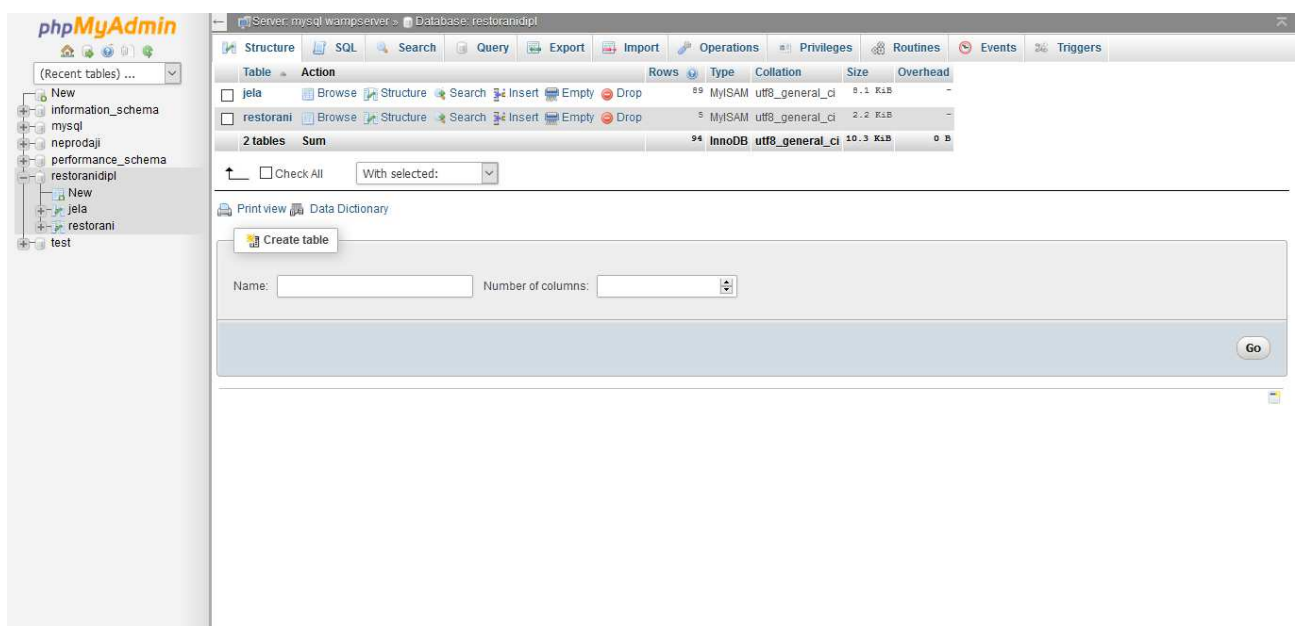 phpMyAdmin
(Recent tables) ...
New
information_schema
mysql
neprodaji
performance_schema
restoranidipl
New
jela
restorani
test
Server: mysql wampserver » Database: restoranidipl
Structure SQL Search Query Export Import Operations Privileges Routines Events Triggers
Table Action Rows Type Collation Size Overhead
jela Browse Structure Search Insert Empty Drop 89 MyISAM utf8_general_ci 8.1 KiB -
restorani Browse Structure Search Insert Empty Drop 5 MyISAM utf8_general_ci 2.2 KiB -
2 tables Sum 94 InnoDB utf8_general_ci 10.3 KiB 0 B
Check All With selected:
Print view Data Dictionary
Create table
Name: Number of columns:
Go